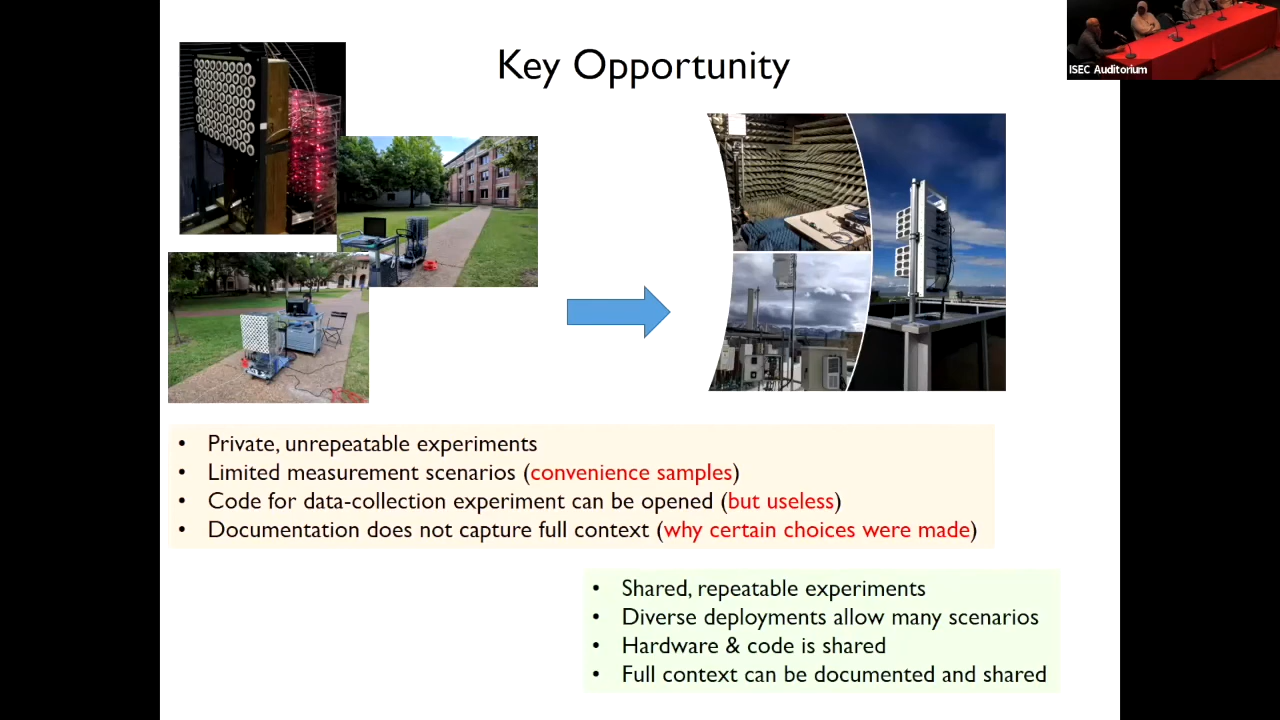 Key Opportunity
ISEC Auditorium
• Private, unrepeatable experiments
• Limited measurement scenarios (convenience samples)
• Code for data-collection experiment can be opened (but useless)
• Documentation does not capture full context (why certain choices were made)
• Shared, repeatable experiments
• Diverse deployments allow many scenarios
• Hardware & code is shared
• Full context can be documented and shared